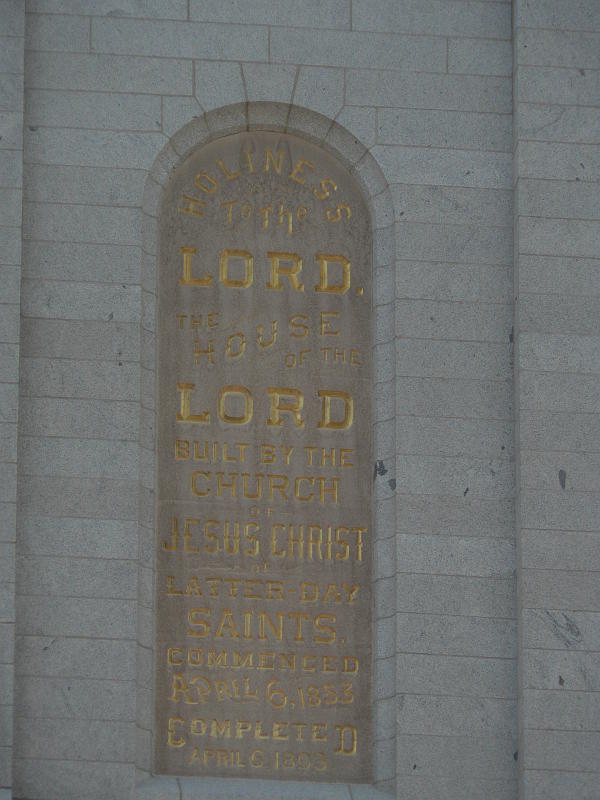 HOLINESS
To The
LORD.
THE HOUSE
OF THE
LORD
BUILT BY THE
CHURCH
OF
JESUS CHRIST
OF
LATTER-DAY
SAINTS.
COMMENCED
APRIL 6, 1853
COMPLETED
APRIL 6. 1893